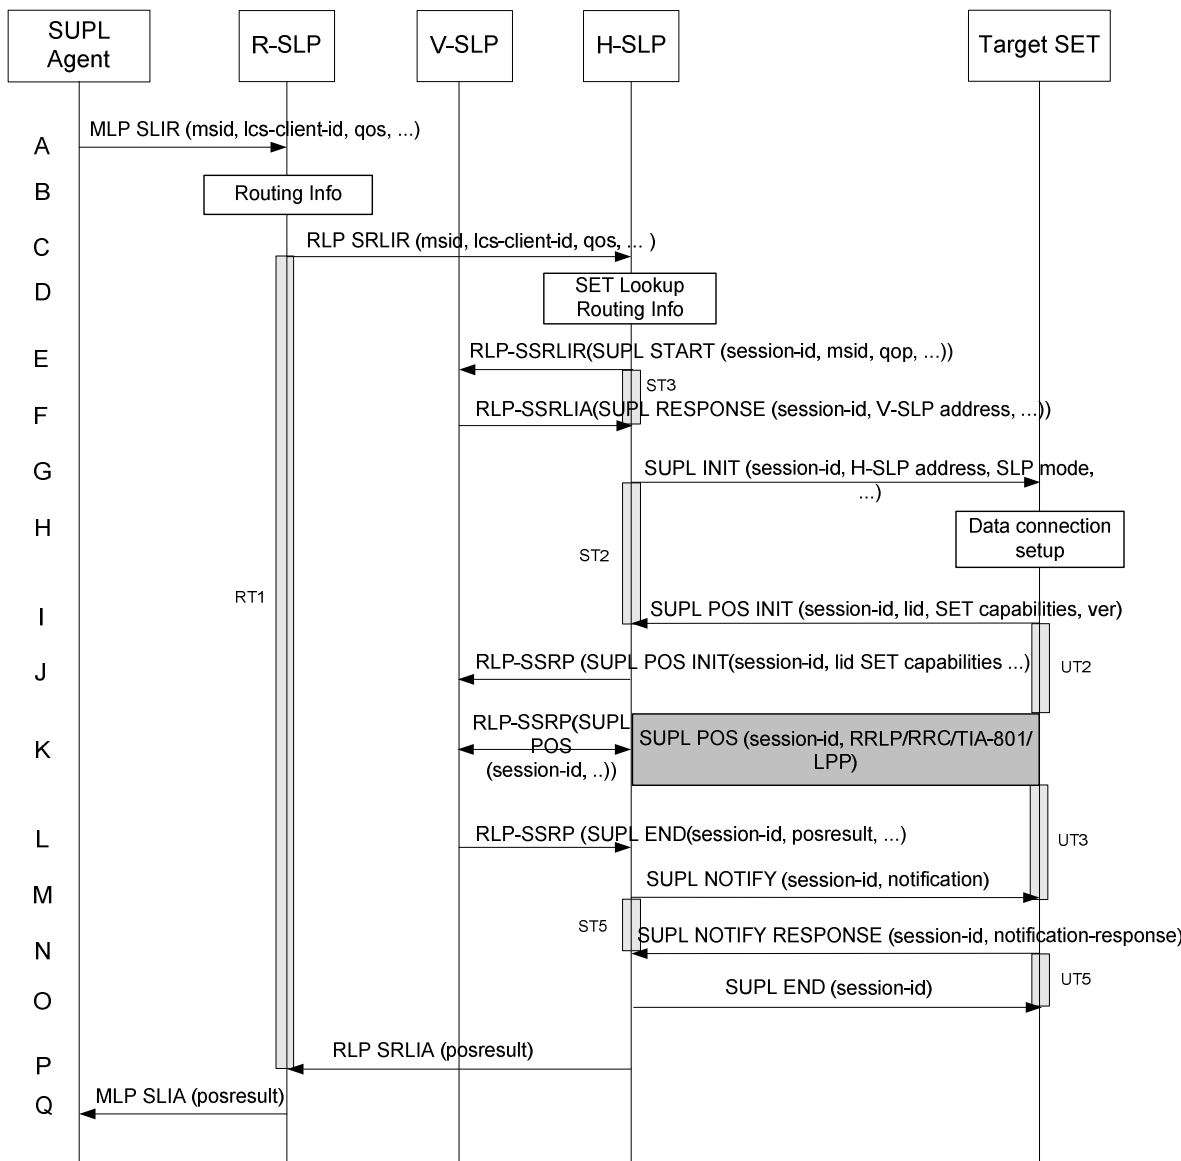 SUPL
Agent
R-SLP
V-SLP
H-SLP
Target SET
A
MLP SLIR (msid, lcs-client-id, qos, ...)
B
Routing Info
C
RLP SRLIR (msid, lcs-client-id, qos, ... )
D
SET Lookup
Routing Info
E
RLP-SSRLIR(SUPL START (session-id, msid, qop, ...))
ST3
F
RLP-SSRLIA(SUPL RESPONSE (session-id, V-SLP address, ...))
G
SUPL INIT (session-id, H-SLP address, SLP mode,
...)
H
Data connection
setup
ST2
RT1
I
SUPL POS INIT (session-id, lid, SET capabilities, ver)
J
RLP-SSRP (SUPL POS INIT(session-id, lid SET capabilities ...)
UT2
K
RLP-SSRP(SUPL
POS
(session-id, ..))
SUPL POS (session-id, RRLP/RRC/TIA-801/
LPP)
L
RLP-SSRP (SUPL END(session-id, posresult, ...)
UT3
M
SUPL NOTIFY (session-id, notification)
ST5
N
SUPL NOTIFY RESPONSE (session-id, notification-response)
UT5
O
SUPL END (session-id)
P
RLP SRLIA (posresult)
Q
MLP SLIA (posresult)